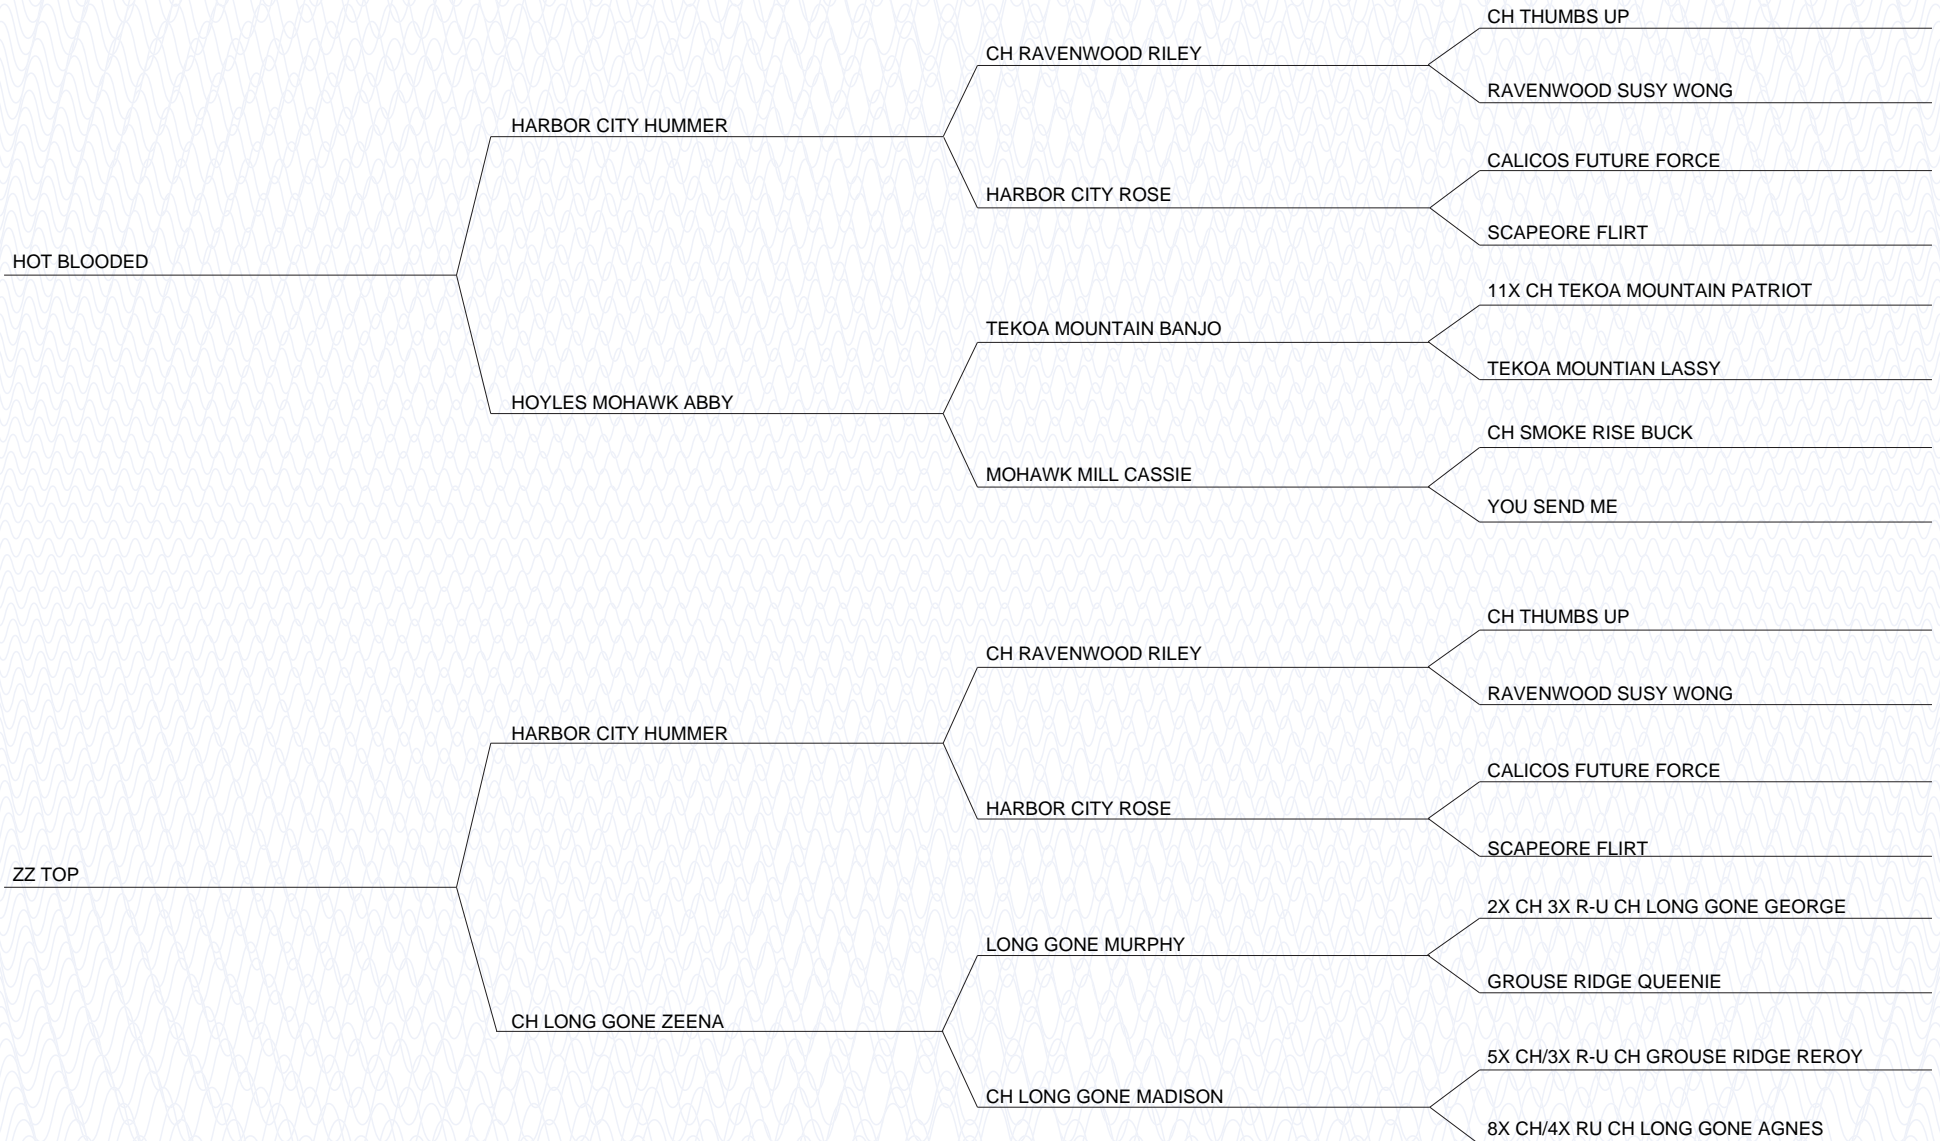 CH THUMBS UP
CH RAVENWOOD RILEY
RAVENWOOD SUSY WONG
HARBOR CITY HUMMER
CALICOS FUTURE FORCE
HARBOR CITY ROSE
SCAPEORE FLIRT
HOT BLOODED
11X CH TEKOA MOUNTAIN PATRIOT
TEKOA MOUNTAIN BANJO
TEKOA MOUNTIAN LASSY
HOYLES MOHAWK ABBY
CH SMOKE RISE BUCK
MOHAWK MILL CASSIE
YOU SEND ME
CH THUMBS UP
CH RAVENWOOD RILEY
RAVENWOOD SUSY WONG
HARBOR CITY HUMMER
CALICOS FUTURE FORCE
HARBOR CITY ROSE
SCAPEORE FLIRT
ZZ TOP
2X CH 3X R-U CH LONG GONE GEORGE
LONG GONE MURPHY
GROUSE RIDGE QUEENIE
CH LONG GONE ZEENA
5X CH/3X R-U CH GROUSE RIDGE REROY
CH LONG GONE MADISON
8X CH/4X RU CH LONG GONE AGNES